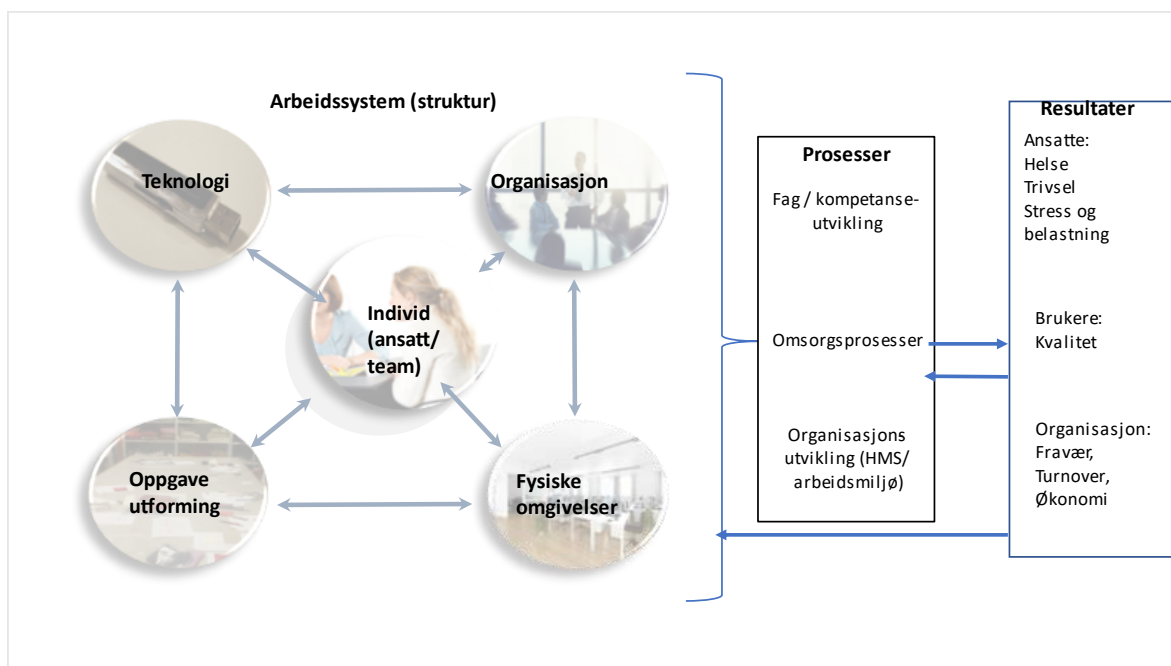 Arbeidssystem (struktur)
Teknologi
Organisasjon
Individ
(ansatt/
team)
Oppgave
utforming
Fysiske
omgivelser
Prosesser
Fag / kompetanse-
utvikling
Omsorgsprosesser
Organisasjons
utvikling (HMS/
arbeidsmiljø)
Resultater
Ansatte:
Helse
Trivsel
Stress og
belastning
Brukere:
Kvalitet
Organisasjon:
Fravær,
Turnover,
Økonomi